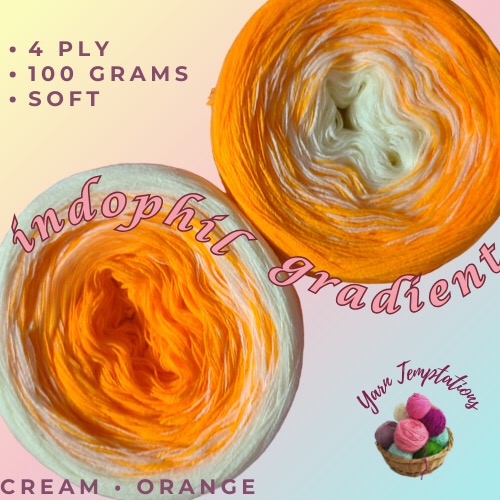 • 4 PLY
• 100 GRAMS
• SOFT
indophil gradient
Yarn Temptations
CREAM • ORANGE